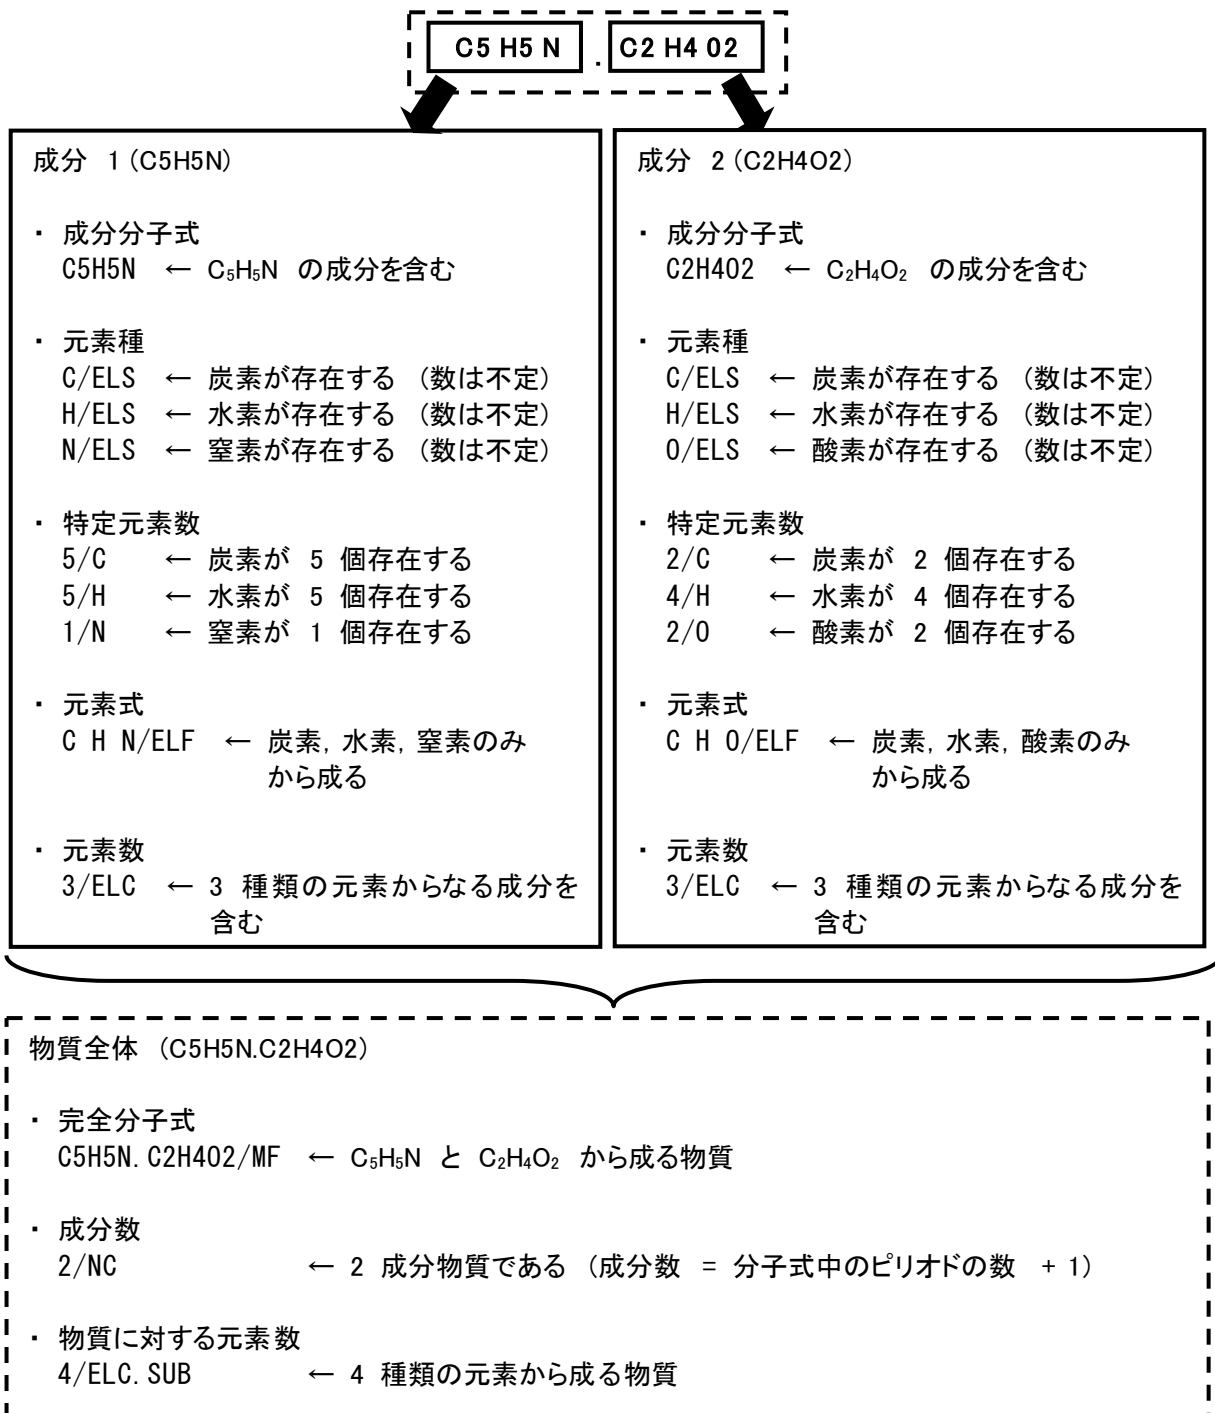 C5 H5 N . C2 H4 O2
成分 1 (C5H5N)
・ 成分分子式
C5H5N ← C₅H₅N の成分を含む
・ 元素種
C/ELS ← 炭素が存在する (数は不定)
H/ELS ← 水素が存在する (数は不定)
N/ELS ← 窒素が存在する (数は不定)
・ 特定元素数
5/C ← 炭素が 5 個存在する
5/H ← 水素が 5 個存在する
1/N ← 窒素が 1 個存在する
・ 元素式
C H N/ELF ← 炭素, 水素, 窒素のみ
から成る
・ 元素数
3/ELC ← 3 種類の元素からなる成分を
含む
成分 2 (C2H4O2)
・ 成分分子式
C2H4O2 ← C₂H₄O₂ の成分を含む
・ 元素種
C/ELS ← 炭素が存在する (数は不定)
H/ELS ← 水素が存在する (数は不定)
O/ELS ← 酸素が存在する (数は不定)
・ 特定元素数
2/C ← 炭素が 2 個存在する
4/H ← 水素が 4 個存在する
2/O ← 酸素が 2 個存在する
・ 元素式
C H O/ELF ← 炭素, 水素, 酸素のみ
から成る
・ 元素数
3/ELC ← 3 種類の元素からなる成分を
含む
物質全体 (C5H5N.C2H4O2)
・ 完全分子式
C5H5N.C2H4O2/MF ← C₅H₅N と C₂H₄O₂ から成る物質
・ 成分数
2/NC ← 2 成分物質である (成分数 = 分子式中のピリオドの数 + 1)
・ 物質に対する元素数
4/ELC.SUB ← 4 種類の元素から成る物質